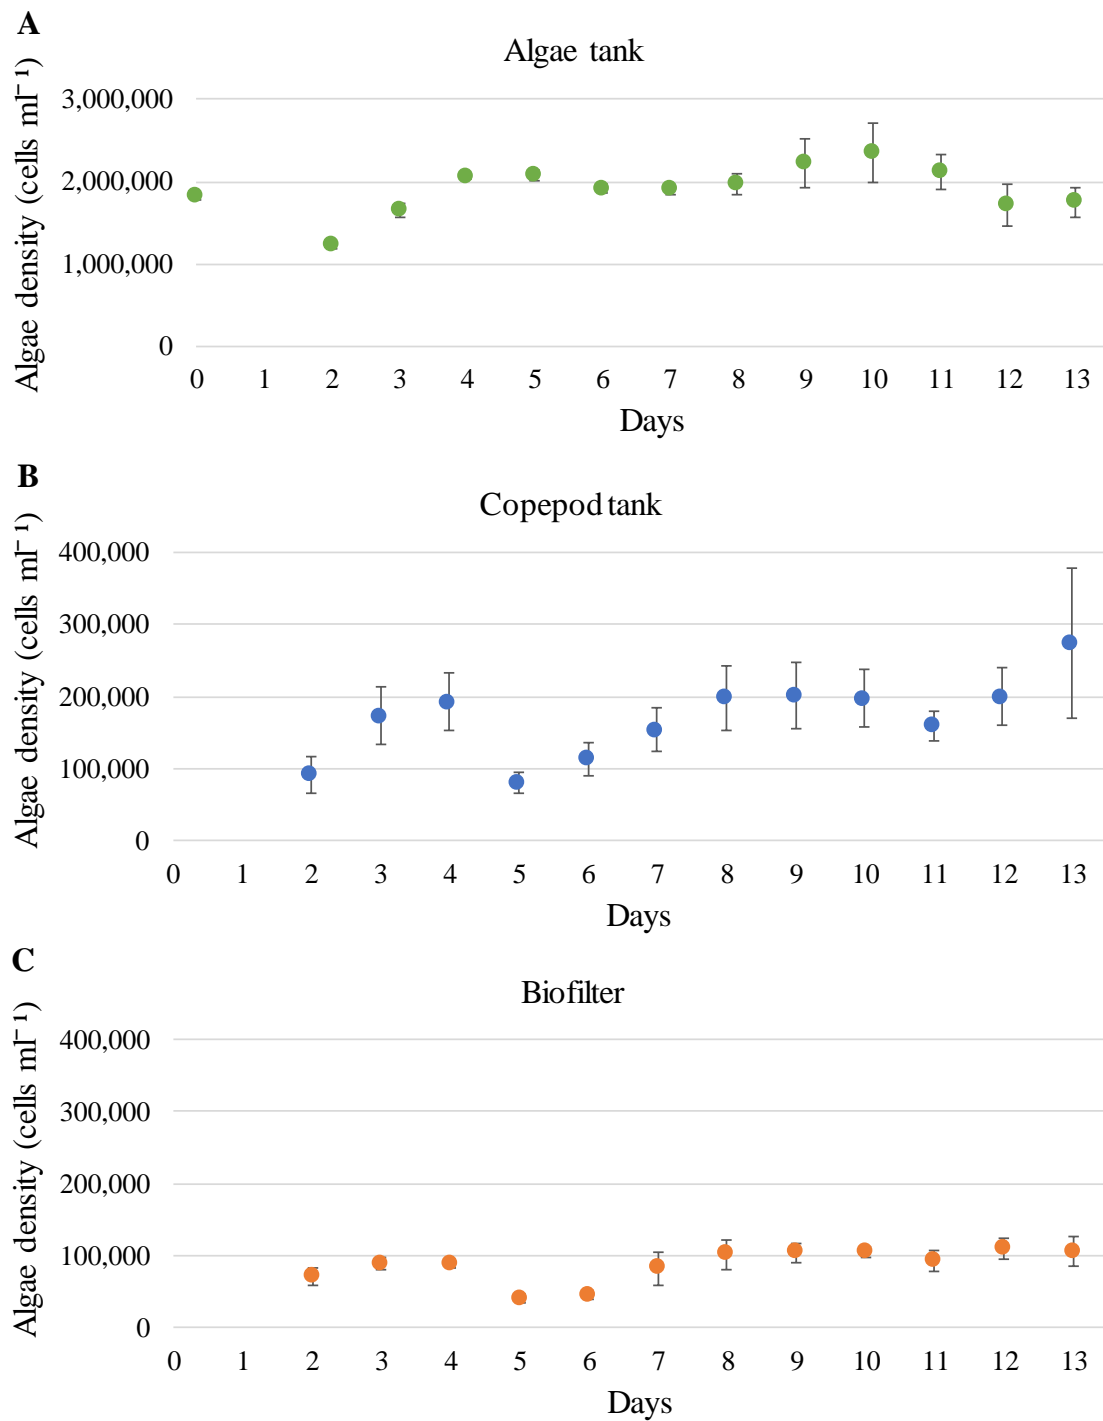 A
Algae tank
Algae density (cells ml⁻¹)
3,000,000
2,000,000
1,000,000
0
0 1 2 3 4 5 6 7 8 9 10 11 12 13
Days
B
Copepod tank
Algae density (cells ml⁻¹)
400,000
300,000
200,000
100,000
0
0 1 2 3 4 5 6 7 8 9 10 11 12 13
Days
C
Biofilter
Algae density (cells ml⁻¹)
400,000
300,000
200,000
100,000
0
0 1 2 3 4 5 6 7 8 9 10 11 12 13
Days